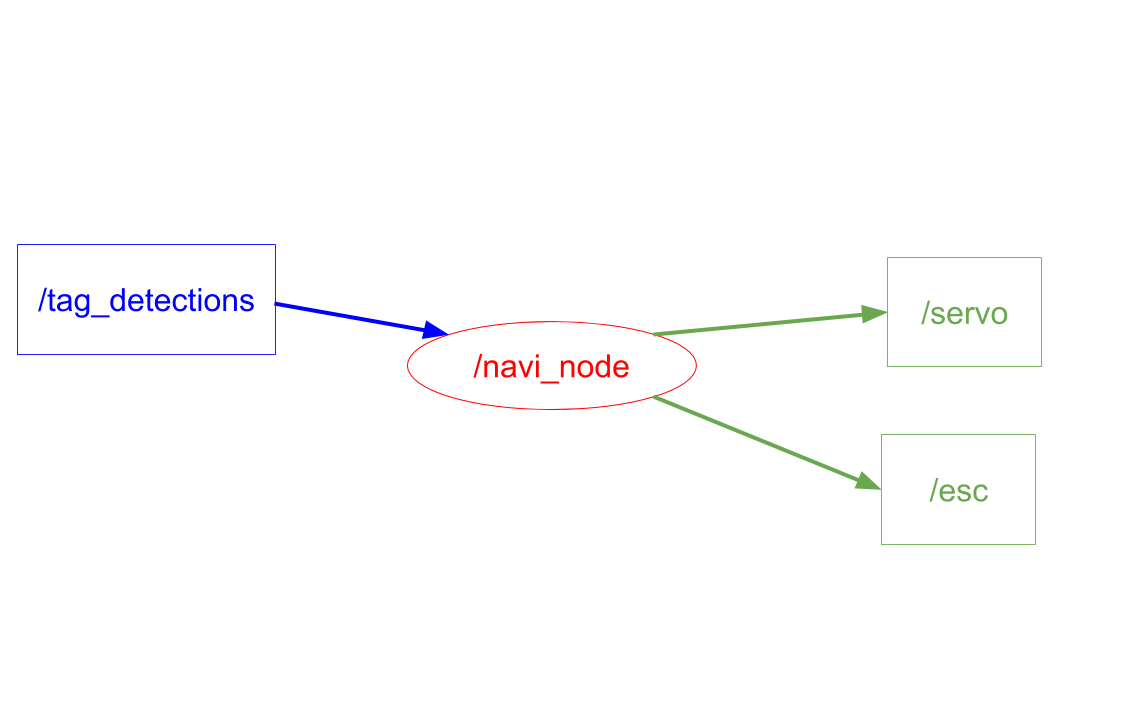 /tag_detections
/navi_node
/servo
/esc